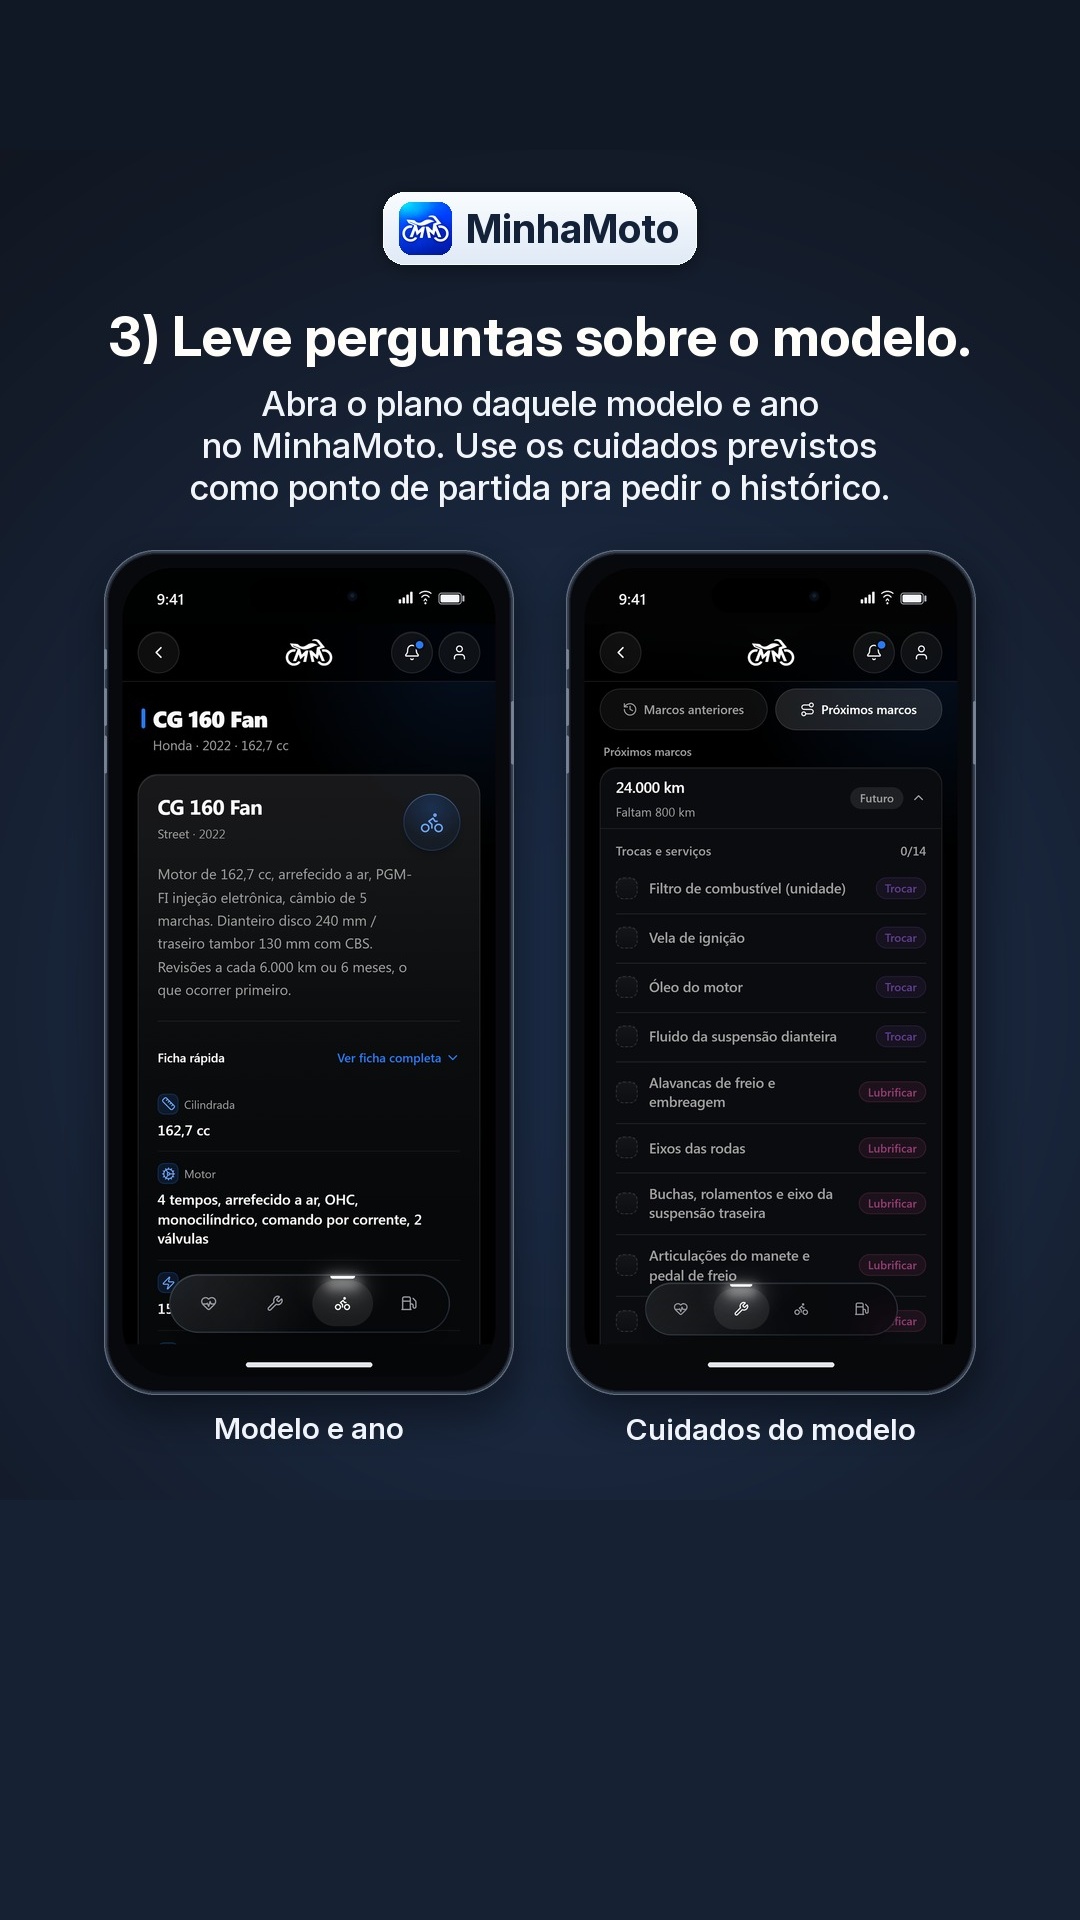 MinhaMoto
3) Leve perguntas sobre o modelo.
Abra o plano daquele modelo e ano
no MinhaMoto. Use os cuidados previstos
como ponto de partida pra pedir o histórico.
9:41
CG 160 Fan
Honda · 2022 · 162,7 cc
CG 160 Fan
Street · 2022
Motor de 162,7 cc, arrefecido a ar, PGM-
FI injeção eletrônica, câmbio de 5
marchas. Dianteiro disco 240 mm /
traseiro tambor 130 mm com CBS.
Revisões a cada 6.000 km ou 6 meses, o
que ocorrer primeiro.
Ficha rápida
Ver ficha completa
Cilindrada
162,7 cc
Motor
4 tempos, arrefecido a ar, OHC,
monocilíndrico, comando por corrente, 2
válvulas
Modelo e ano
9:41
Marcos anteriores
Próximos marcos
Próximos marcos
24.000 km
Faltam 800 km
Futuro
Trocas e serviços
0/14
Filtro de combustível (unidade)
Trocar
Vela de ignição
Trocar
Óleo do motor
Trocar
Fluido da suspensão dianteira
Trocar
Alavancas de freio e
embreagem
Lubrificar
Eixos das rodas
Lubrificar
Buchas, rolamentos e eixo da
suspensão traseira
Lubrificar
Articulações do manete e
pedal de freio
Lubrificar
Cuidados do modelo